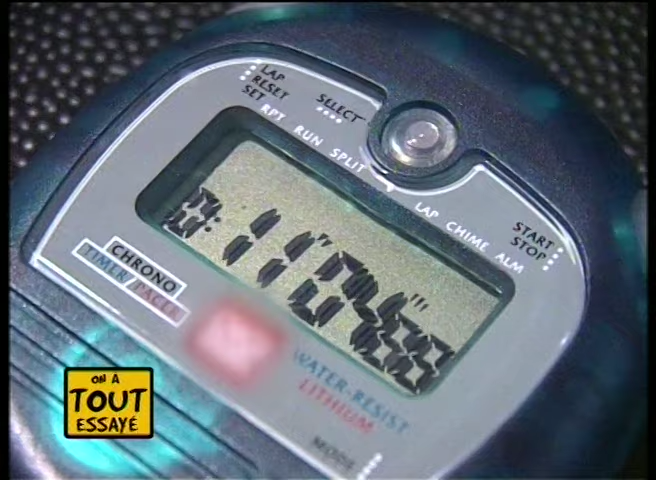 LAP
RESET
SET
SELECT
RPT RUN SPLIT
LAP CHIME ALM
START
STOP
CHRONO
TIMER/PACER
WATER-RESIST
LITHIUM
MODE
ON A
TOUT
ESSAYÉ